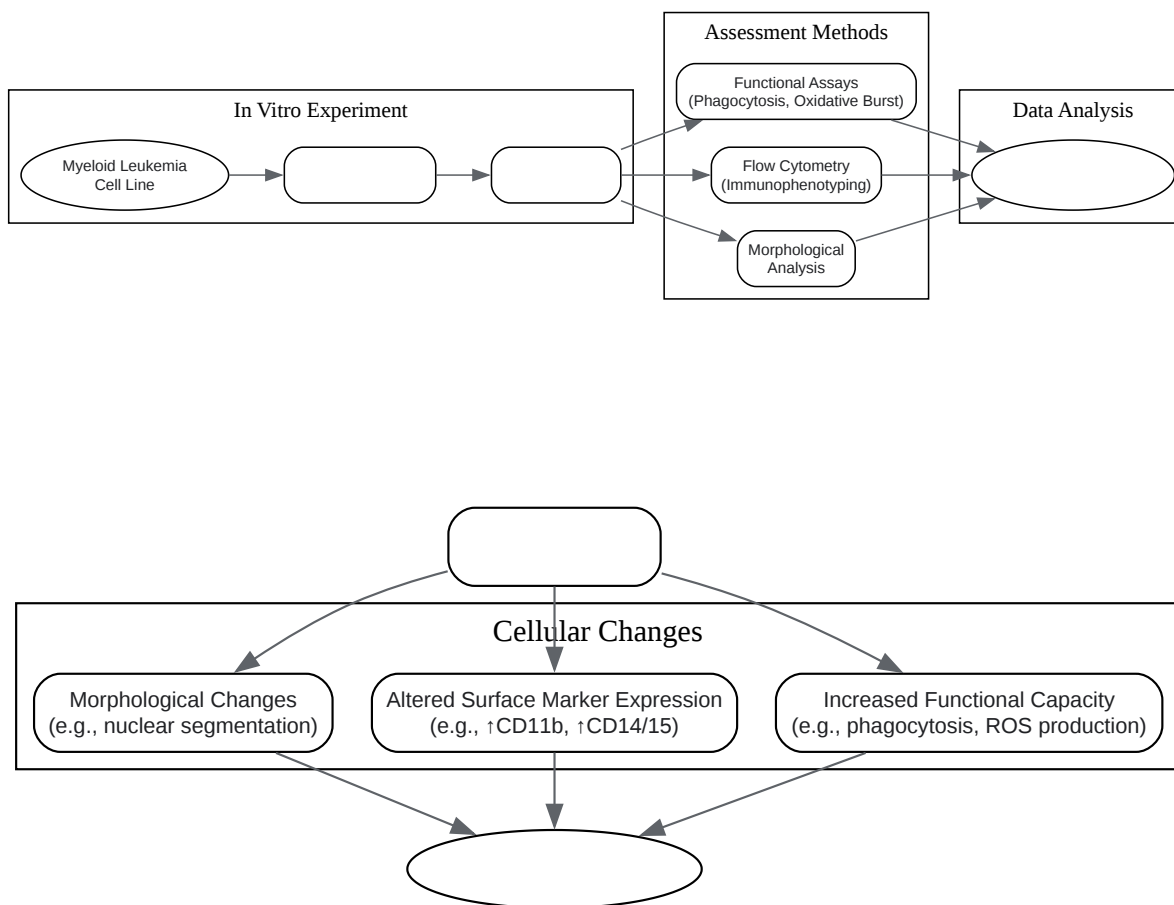 Assessment Methods
Functional Assays
(Phagocytosis, Oxidative Burst)
In Vitro Experiment
Data Analysis
Myeloid Leukemia
Cell Line
Flow Cytometry
(Immunophenotyping)
Morphological
Analysis
Cellular Changes
Morphological Changes
(e.g., nuclear segmentation)
Altered Surface Marker Expression
(e.g., ↑CD11b, ↑CD14/15)
Increased Functional Capacity
(e.g., phagocytosis, ROS production)